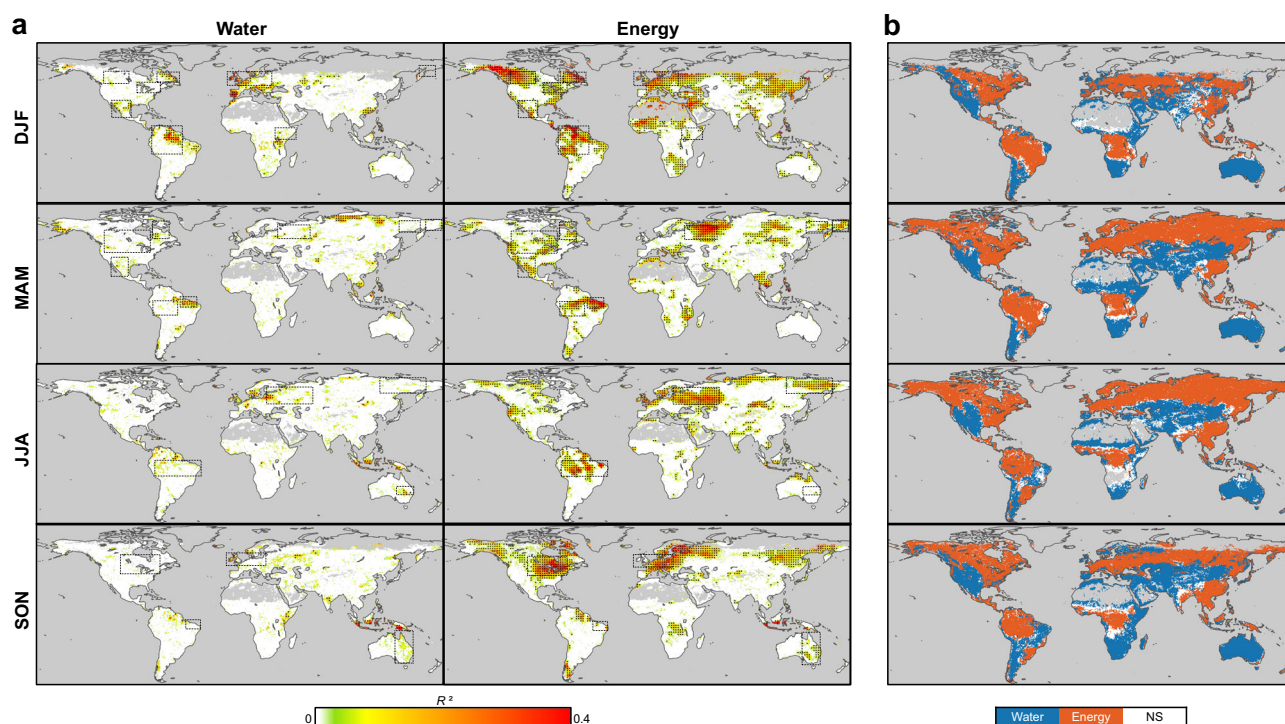 a
b
Water
Energy
DJF
MAM
JJA
SON
R²
0
0.4
Water
Energy
NS